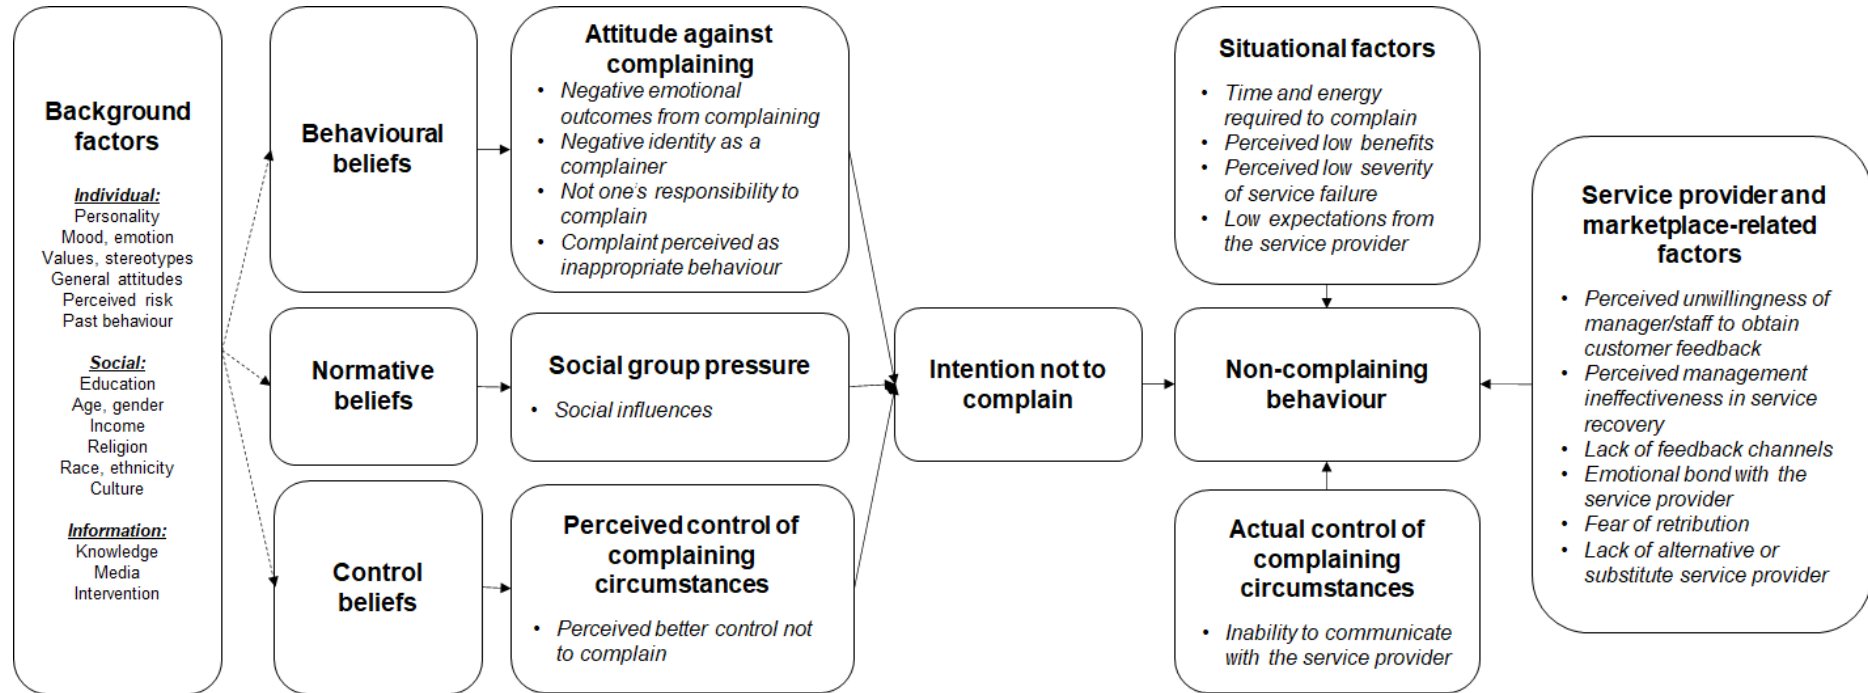 Background
factors
Individual:
Personality
Mood, emotion
Values, stereotypes
General attitudes
Perceived risk
Past behaviour
Social:
Education
Age, gender
Income
Religion
Race, ethnicity
Culture
Information:
Knowledge
Media
Intervention
Behavioural
beliefs
Normative
beliefs
Control
beliefs
Attitude against
complaining
• Negative emotional
outcomes from complaining
• Negative identity as a
complainer
• Not one's responsibility to
complain
• Complaint perceived as
inappropriate behaviour
Social group pressure
• Social influences
Perceived control of
complaining
circumstances
• Perceived better control not
to complain
Intention not to
complain
Situational factors
• Time and energy
required to complain
• Perceived low benefits
• Perceived low severity
of service failure
• Low expectations from
the service provider
Non-complaining
behaviour
Actual control of
complaining
circumstances
• Inability to communicate
with the service provider
Service provider and
marketplace-related
factors
• Perceived unwillingness of
manager/staff to obtain
customer feedback
• Perceived management
ineffectiveness in service
recovery
• Lack of feedback channels
• Emotional bond with the
service provider
• Fear of retribution
• Lack of alternative or
substitute service provider